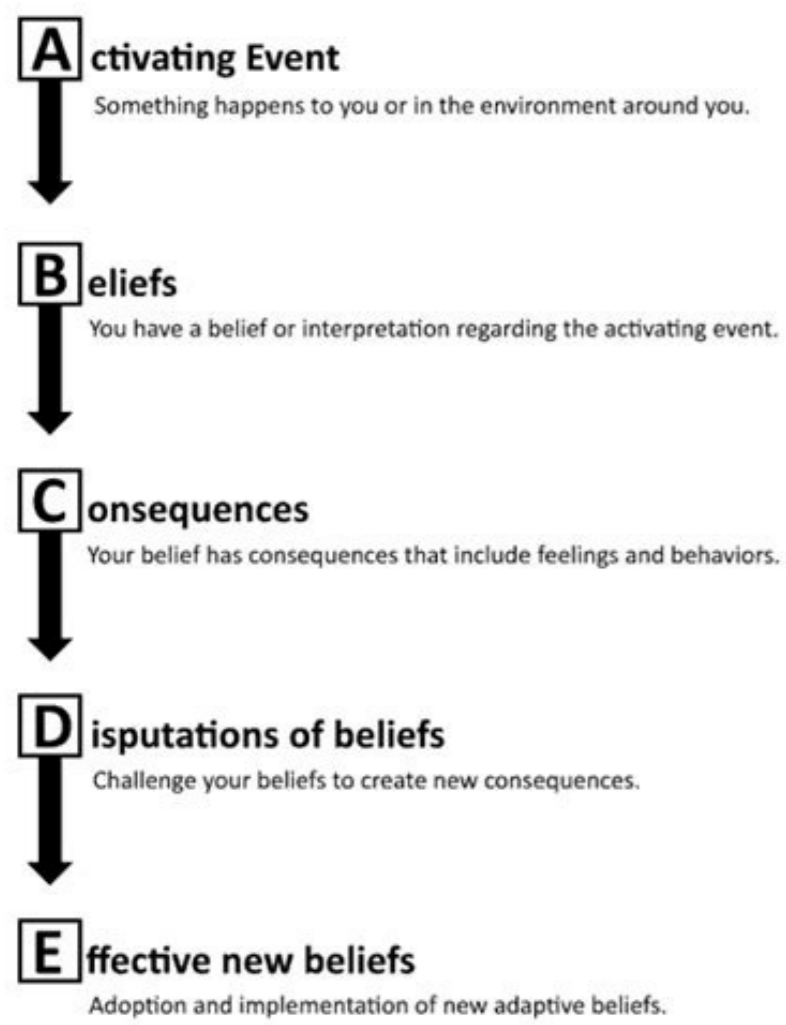 Activating Event
Something happens to you or in the environment around you.
Beliefs
You have a belief or interpretation regarding the activating event.
Consequences
Your belief has consequences that include feelings and behaviors.
Disputations of beliefs
Challenge your beliefs to create new consequences.
Effective new beliefs
Adoption and implementation of new adaptive beliefs.